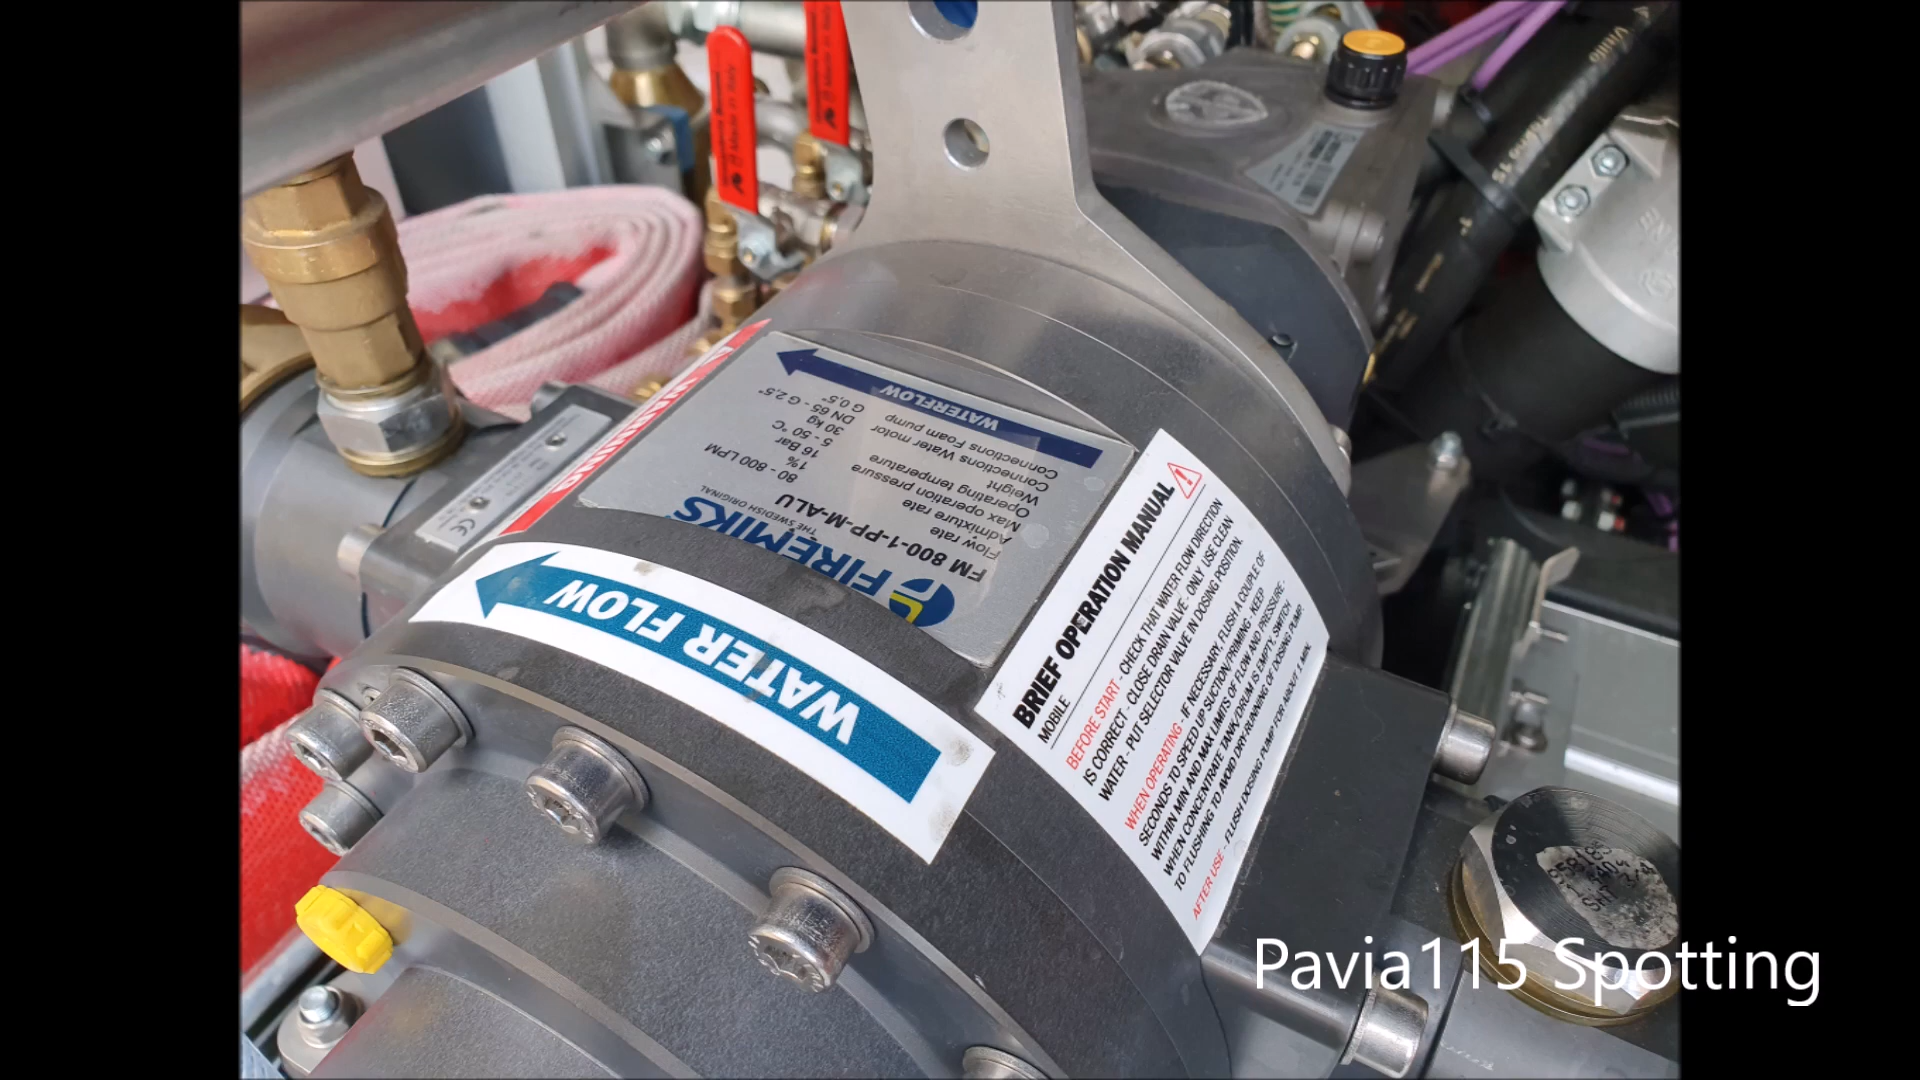 WARNING
FIREMIKS
THE SWEDISH ORIGINAL
FM 800-1-PP-M-ALU
Flow rate 80 - 800 LPM
Admixture rate 1%
Max operation pressure 16 Bar
Operating temperature 5 - 50 °C
Weight 30 kg
Connections Water motor DN 65 - G 2,5"
Connections Foam pump G 0,5"
WATERFLOW
WATER FLOW
BRIEF OPERATION MANUAL
MOBILE
BEFORE START - CHECK THAT WATER FLOW DIRECTION
IS CORRECT - CLOSE DRAIN VALVE - ONLY USE CLEAN
WATER - PUT SELECTOR VALVE IN DOSING POSITION.
WHEN OPERATING - IF NECESSARY, FLUSH A COUPLE OF
SECONDS TO SPEED UP SUCTION/PRIMING - KEEP
WITHIN MIN AND MAX LIMITS OF FLOW AND PRESSURE -
WHEN CONCENTRATE TANK/DRUM IS EMPTY, SWITCH
TO FLUSHING TO AVOID DRY RUNNING OF DOSING PUMP.
AFTER USE - FLUSH DOSING PUMP FOR ABOUT 1 MIN.
CE
Pavia115 Spotting